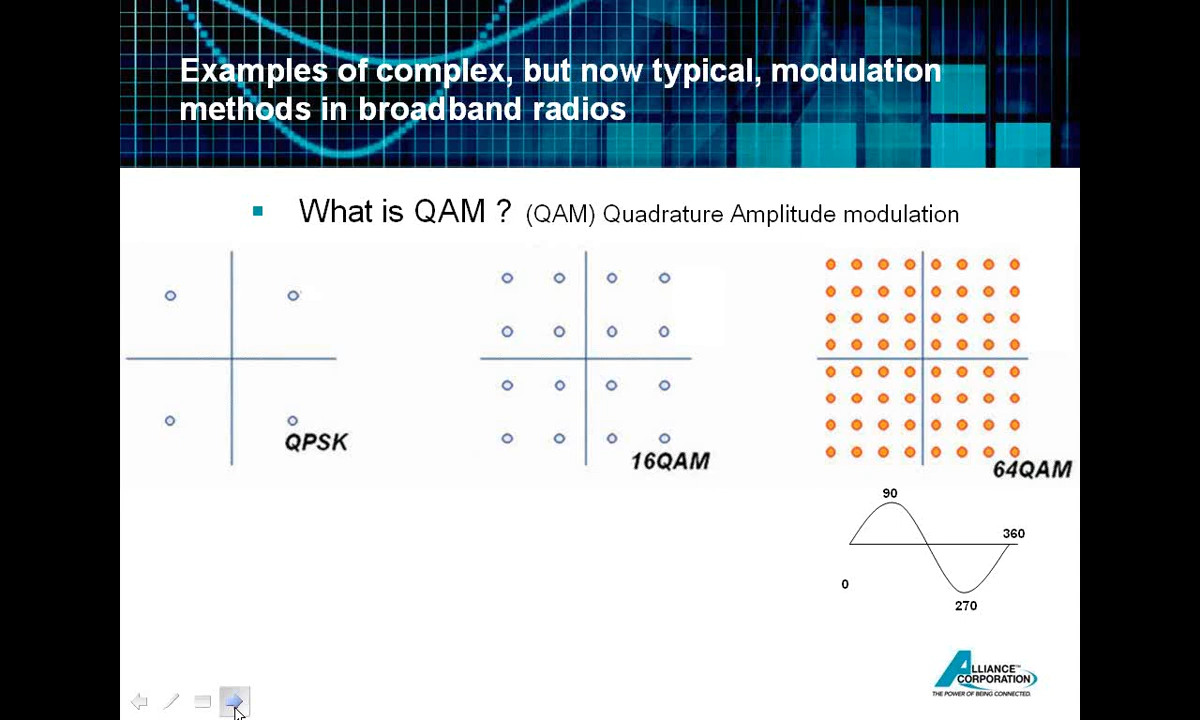 Examples of complex, but now typical, modulation
methods in broadband radios
What is QAM ? (QAM) Quadrature Amplitude modulation
QPSK
16QAM
64QAM
90
360
0
270
ALLIANCE™
CORPORATION
THE POWER OF BEING CONNECTED.